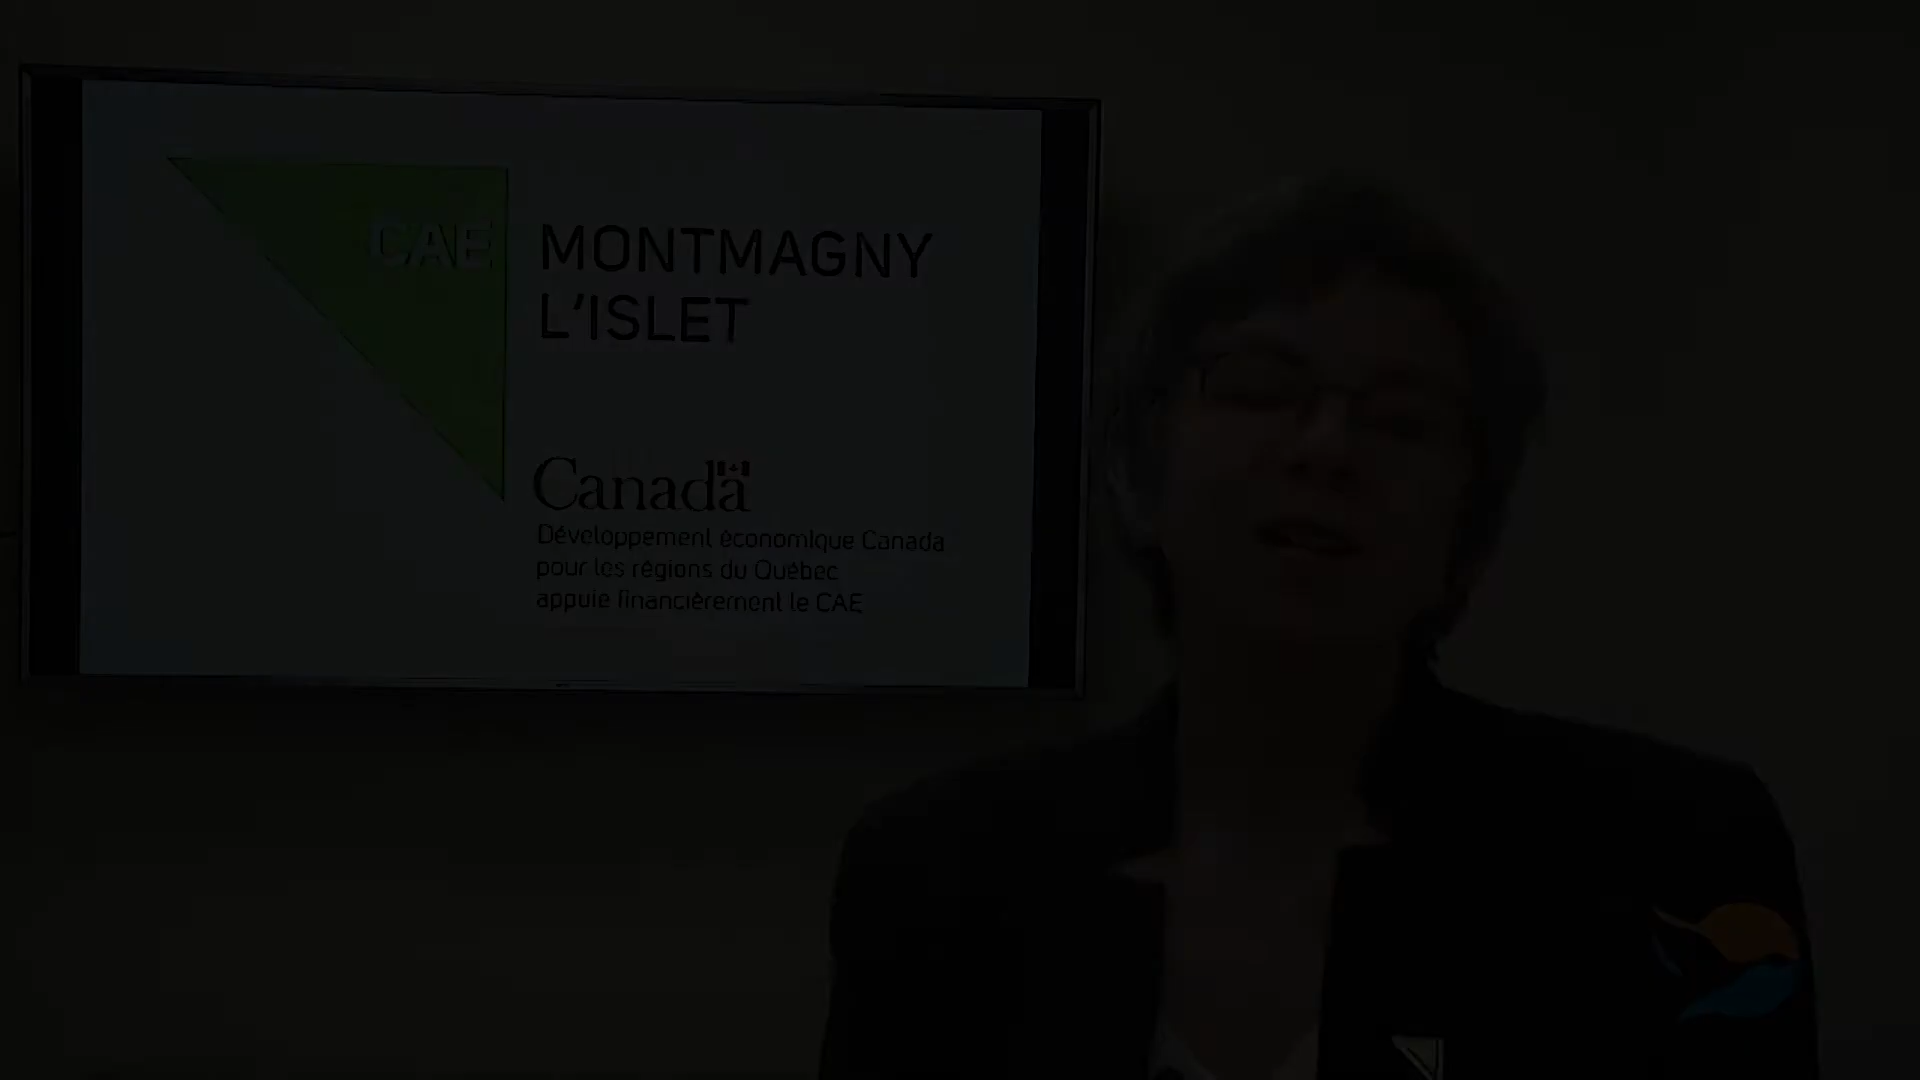 CAE
MONTMAGNY
L'ISLET
Canada
Développement économique Canada
pour les régions du Québec
appuie financièrement le CAE